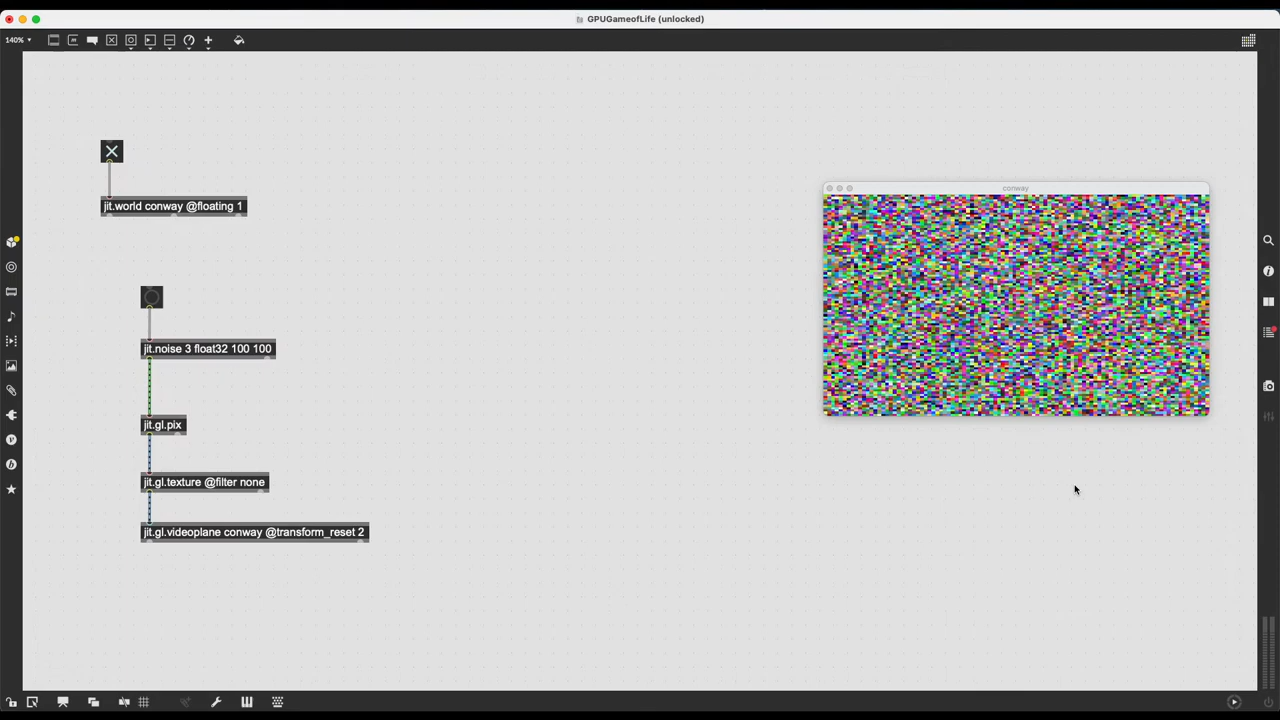 GPUGameofLife (unlocked)
140%
jit.world conway @floating 1
conway
jit.noise 3 float32 100 100
jit.gl.pix
jit.gl.texture @filter none
jit.gl.videoplane conway @transform_reset 2